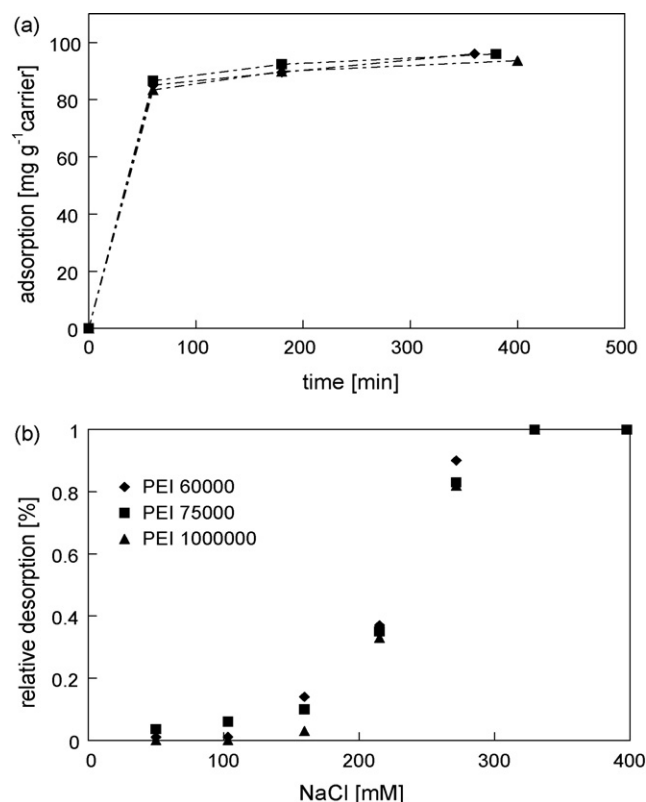 (a)
adsorption [mg g⁻¹carrier]
100
80
60
40
20
0
0 100 200 300 400 500
time [min]
(b)
relative desorption [%]
1
0.8
0.6
0.4
0.2
0
PEI 60000
PEI 75000
PEI 1000000
0 100 200 300 400
NaCl [mM]